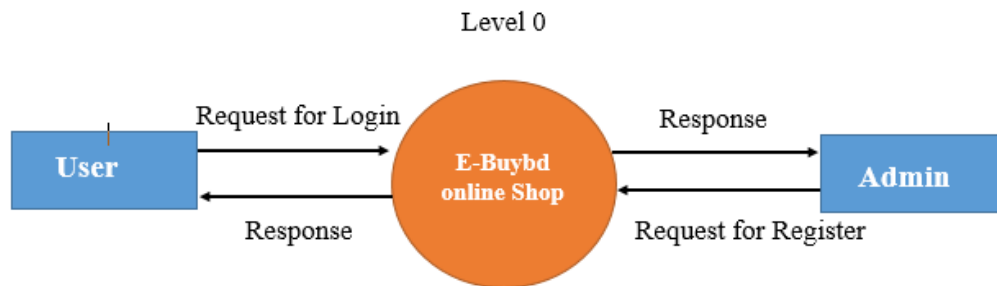 Level 0
Request for Login
Response
User
E-Buybd
online Shop
Admin
Response
Request for Register